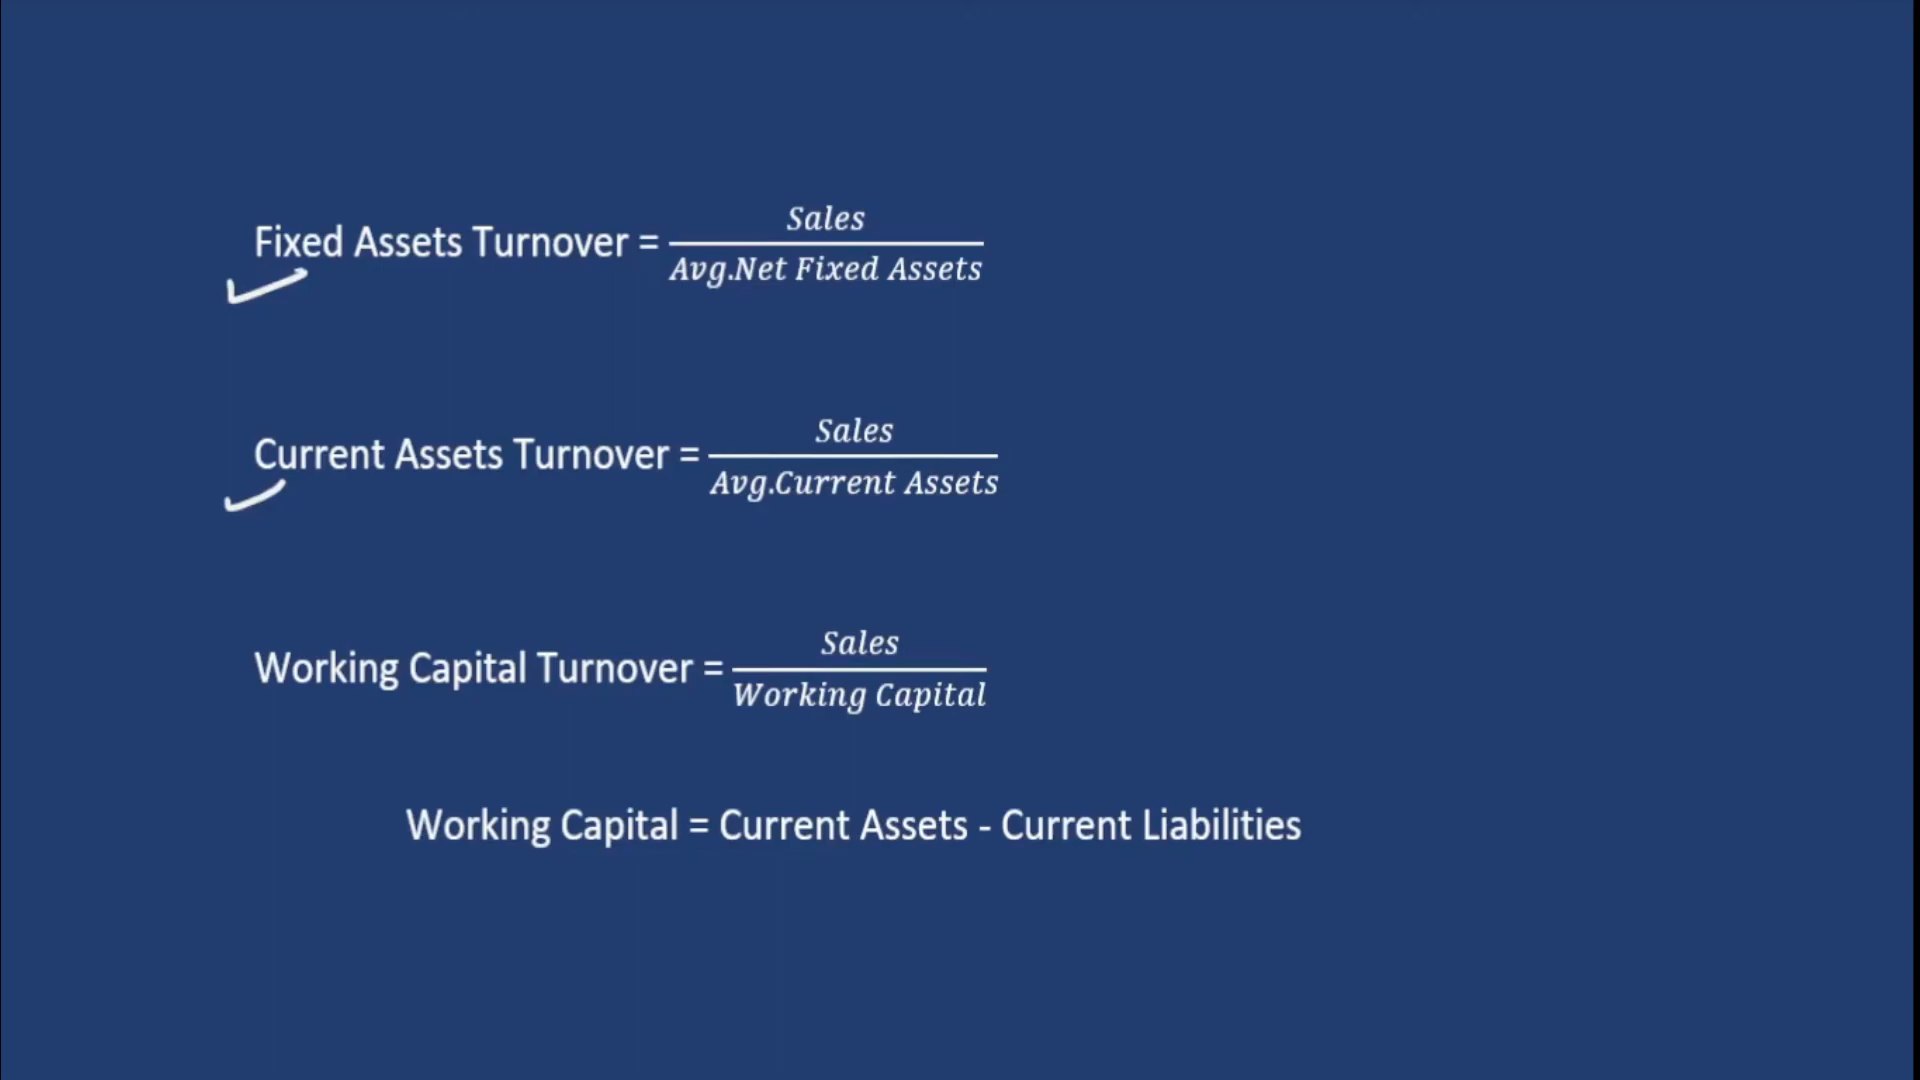 Fixed Assets Turnover = Sales / Avg.Net Fixed Assets
Current Assets Turnover = Sales / Avg.Current Assets
Working Capital Turnover = Sales / Working Capital
Working Capital = Current Assets - Current Liabilities